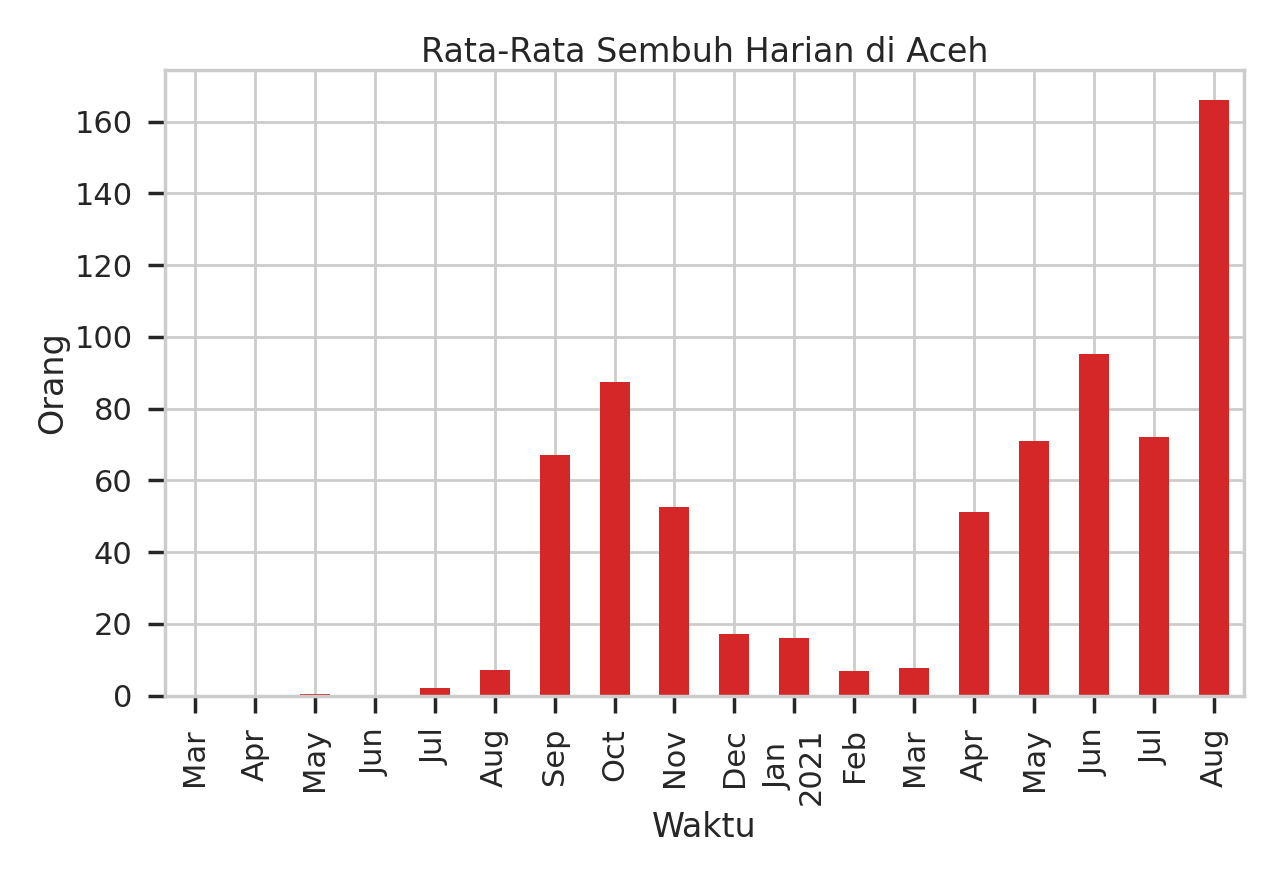 Rata-Rata Sembuh Harian di Aceh
160
140
120
100
80
60
40
20
0
Orang
Mar
Apr
May
Jun
Jul
Aug
Sep
Oct
Nov
Dec
Jan
2021
Feb
Mar
Apr
May
Jun
Jul
Aug
Waktu